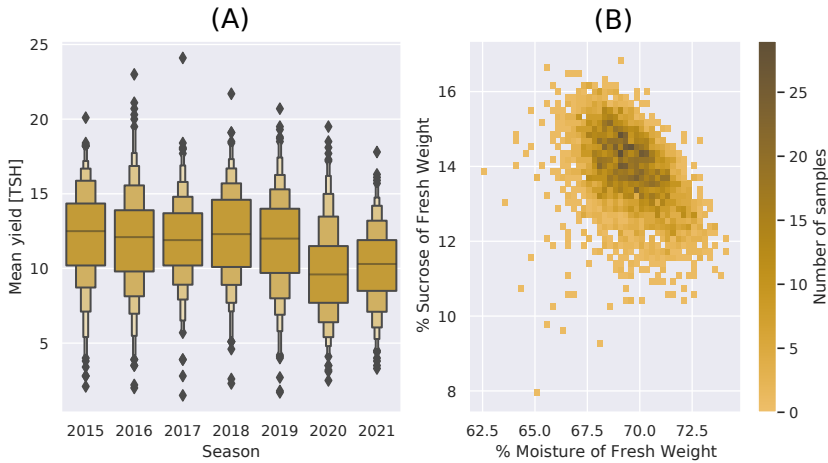 (A)
Mean yield [TSH]
25
20
15
10
5
2015 2016 2017 2018 2019 2020 2021
Season
(B)
% Sucrose of Fresh Weight
16
14
12
10
8
62.5 65.0 67.5 70.0 72.5
% Moisture of Fresh Weight
25
20
15
10
5
0
Number of samples